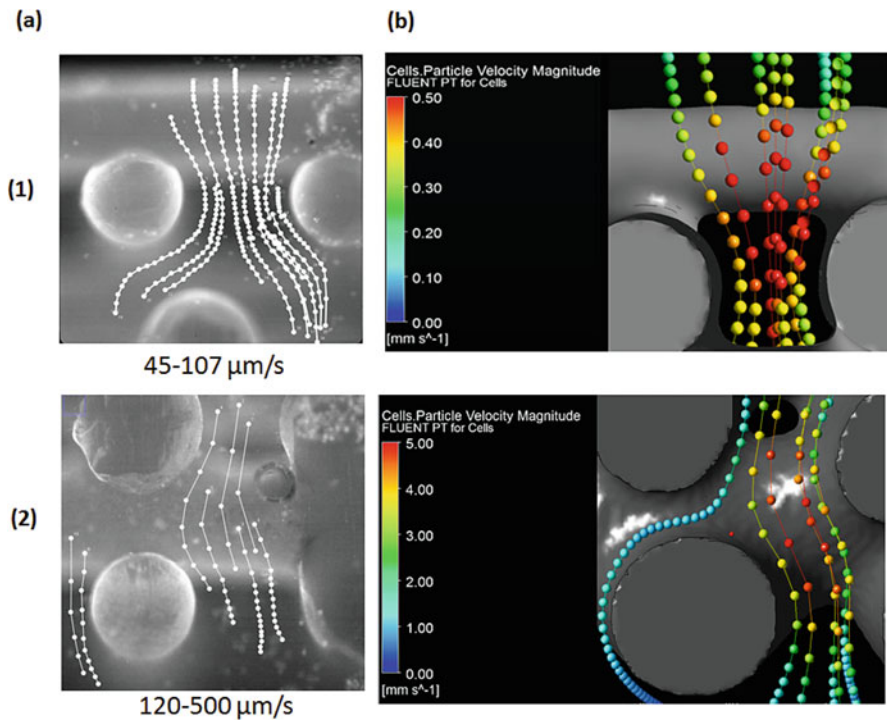 (a)
(b)
(1)
45-107 µm/s
Cells.Particle Velocity Magnitude
FLUENT PT for Cells
0.50
0.40
0.30
0.20
0.10
0.00
[mm s^-1]
(2)
120-500 µm/s
Cells.Particle Velocity Magnitude
FLUENT PT for Cells
5.00
4.00
3.00
2.00
1.00
0.00
[mm s^-1]